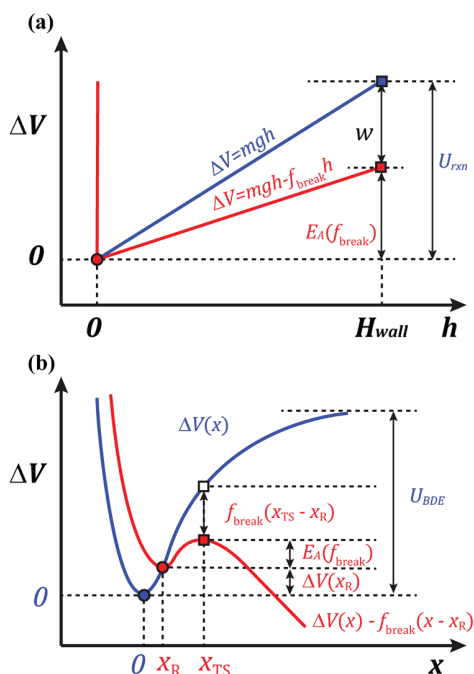 (a)
ΔV
ΔV=mgh
w
U_rxn
ΔV=mgh-f_break h
E_A(f_break)
0
0
H_wall
h
(b)
ΔV(x)
ΔV
f_break(x_TS - x_R)
U_BDE
E_A(f_break)
ΔV(x_R)
0
ΔV(x) - f_break(x - x_R)
0
x_R
x_TS
x